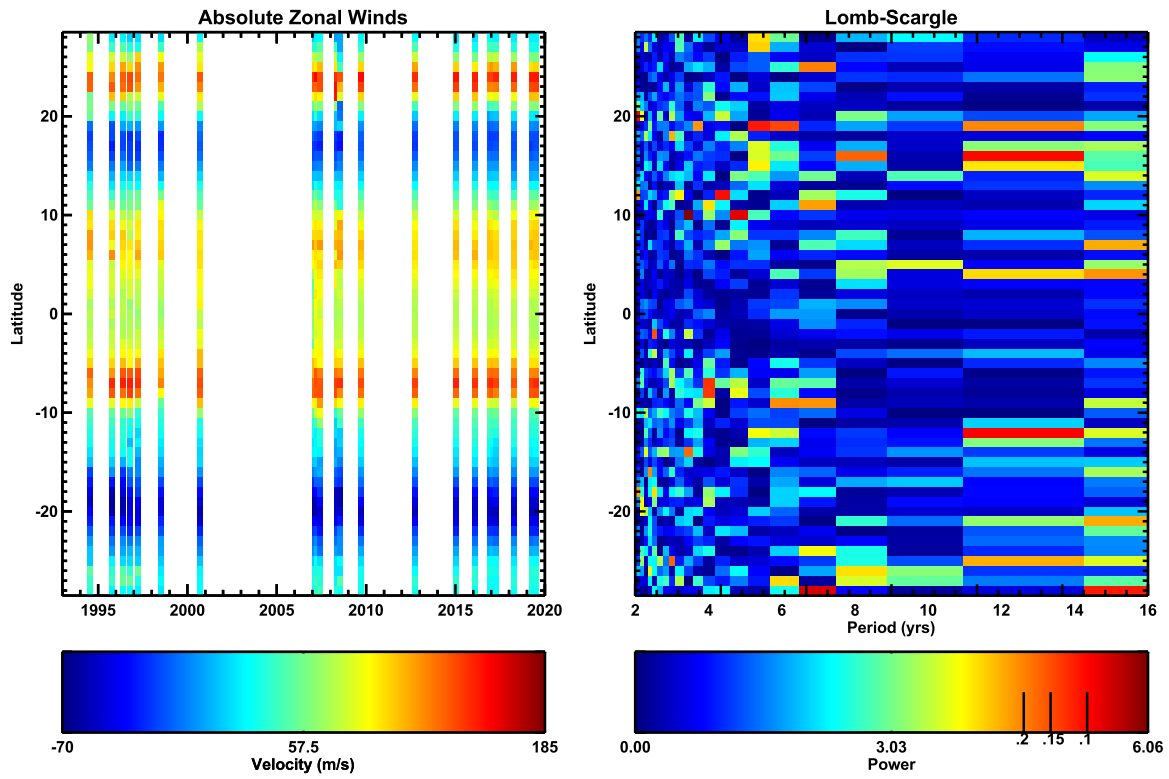 Absolute Zonal Winds
Lomb-Scargle
Latitude
20
10
0
-10
-20
1995 2000 2005 2010 2015 2020
Latitude
20
10
0
-10
-20
2 4 6 8 10 12 14 16
Period (yrs)
-70 57.5 185
Velocity (m/s)
.2 .15 .1
0.00 3.03 6.06
Power